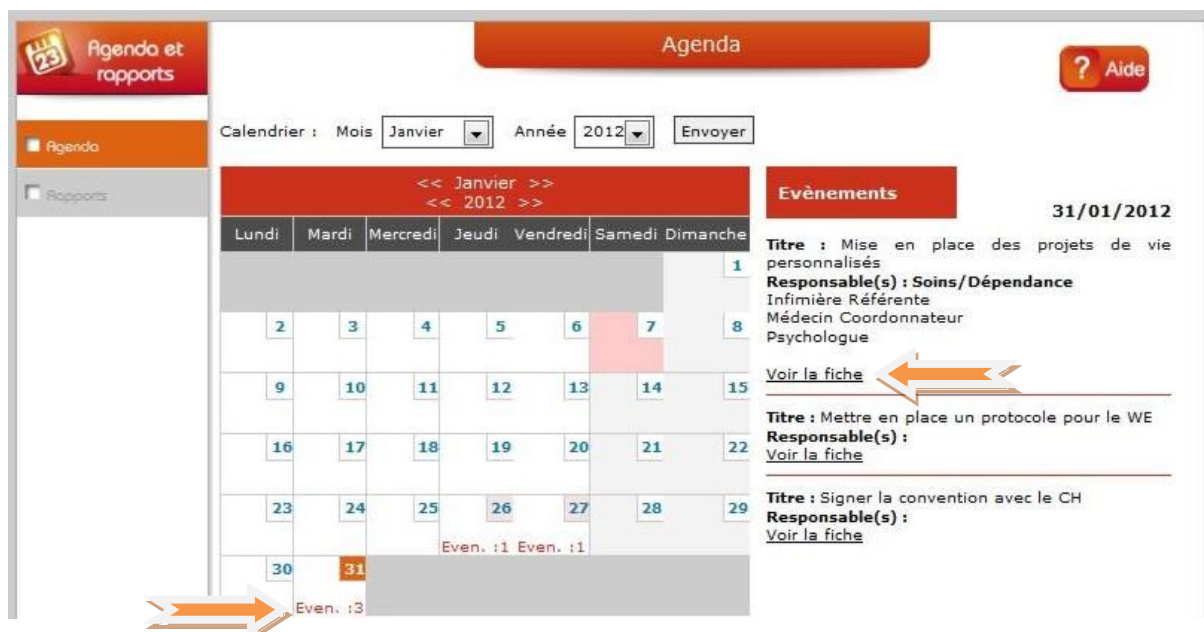 23
Agenda et
rapports
Agenda
? Aide
Agenda
Rapports
Calendrier : Mois Janvier Année 2012 Envoyer
<< Janvier >>
<< 2012 >>
Lundi Mardi Mercredi Jeudi Vendredi Samedi Dimanche
1
2 3 4 5 6 7 8
9 10 11 12 13 14 15
16 17 18 19 20 21 22
23 24 25 26 27 28 29
Even. :1 Even. :1
30 31
Even. :3
Evènements
31/01/2012
Titre : Mise en place des projets de vie
personnalisés
Responsable(s) : Soins/Dépendance
Infimière Référente
Médecin Coordonnateur
Psychologue
Voir la fiche
Titre : Mettre en place un protocole pour le WE
Responsable(s) :
Voir la fiche
Titre : Signer la convention avec le CH
Responsable(s) :
Voir la fiche